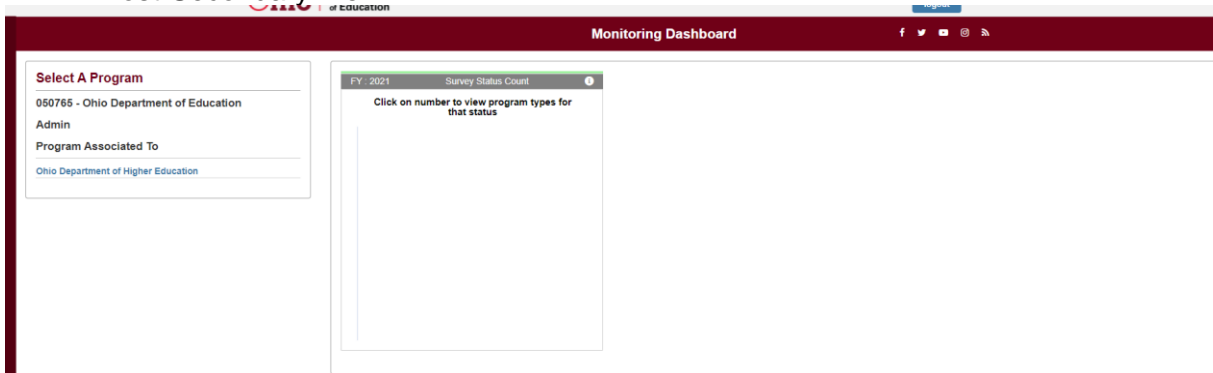 of Education
logout
Monitoring Dashboard
Select A Program
050765 - Ohio Department of Education
Admin
Program Associated To
Ohio Department of Higher Education
FY : 2021 Survey Status Count
Click on number to view program types for
that status